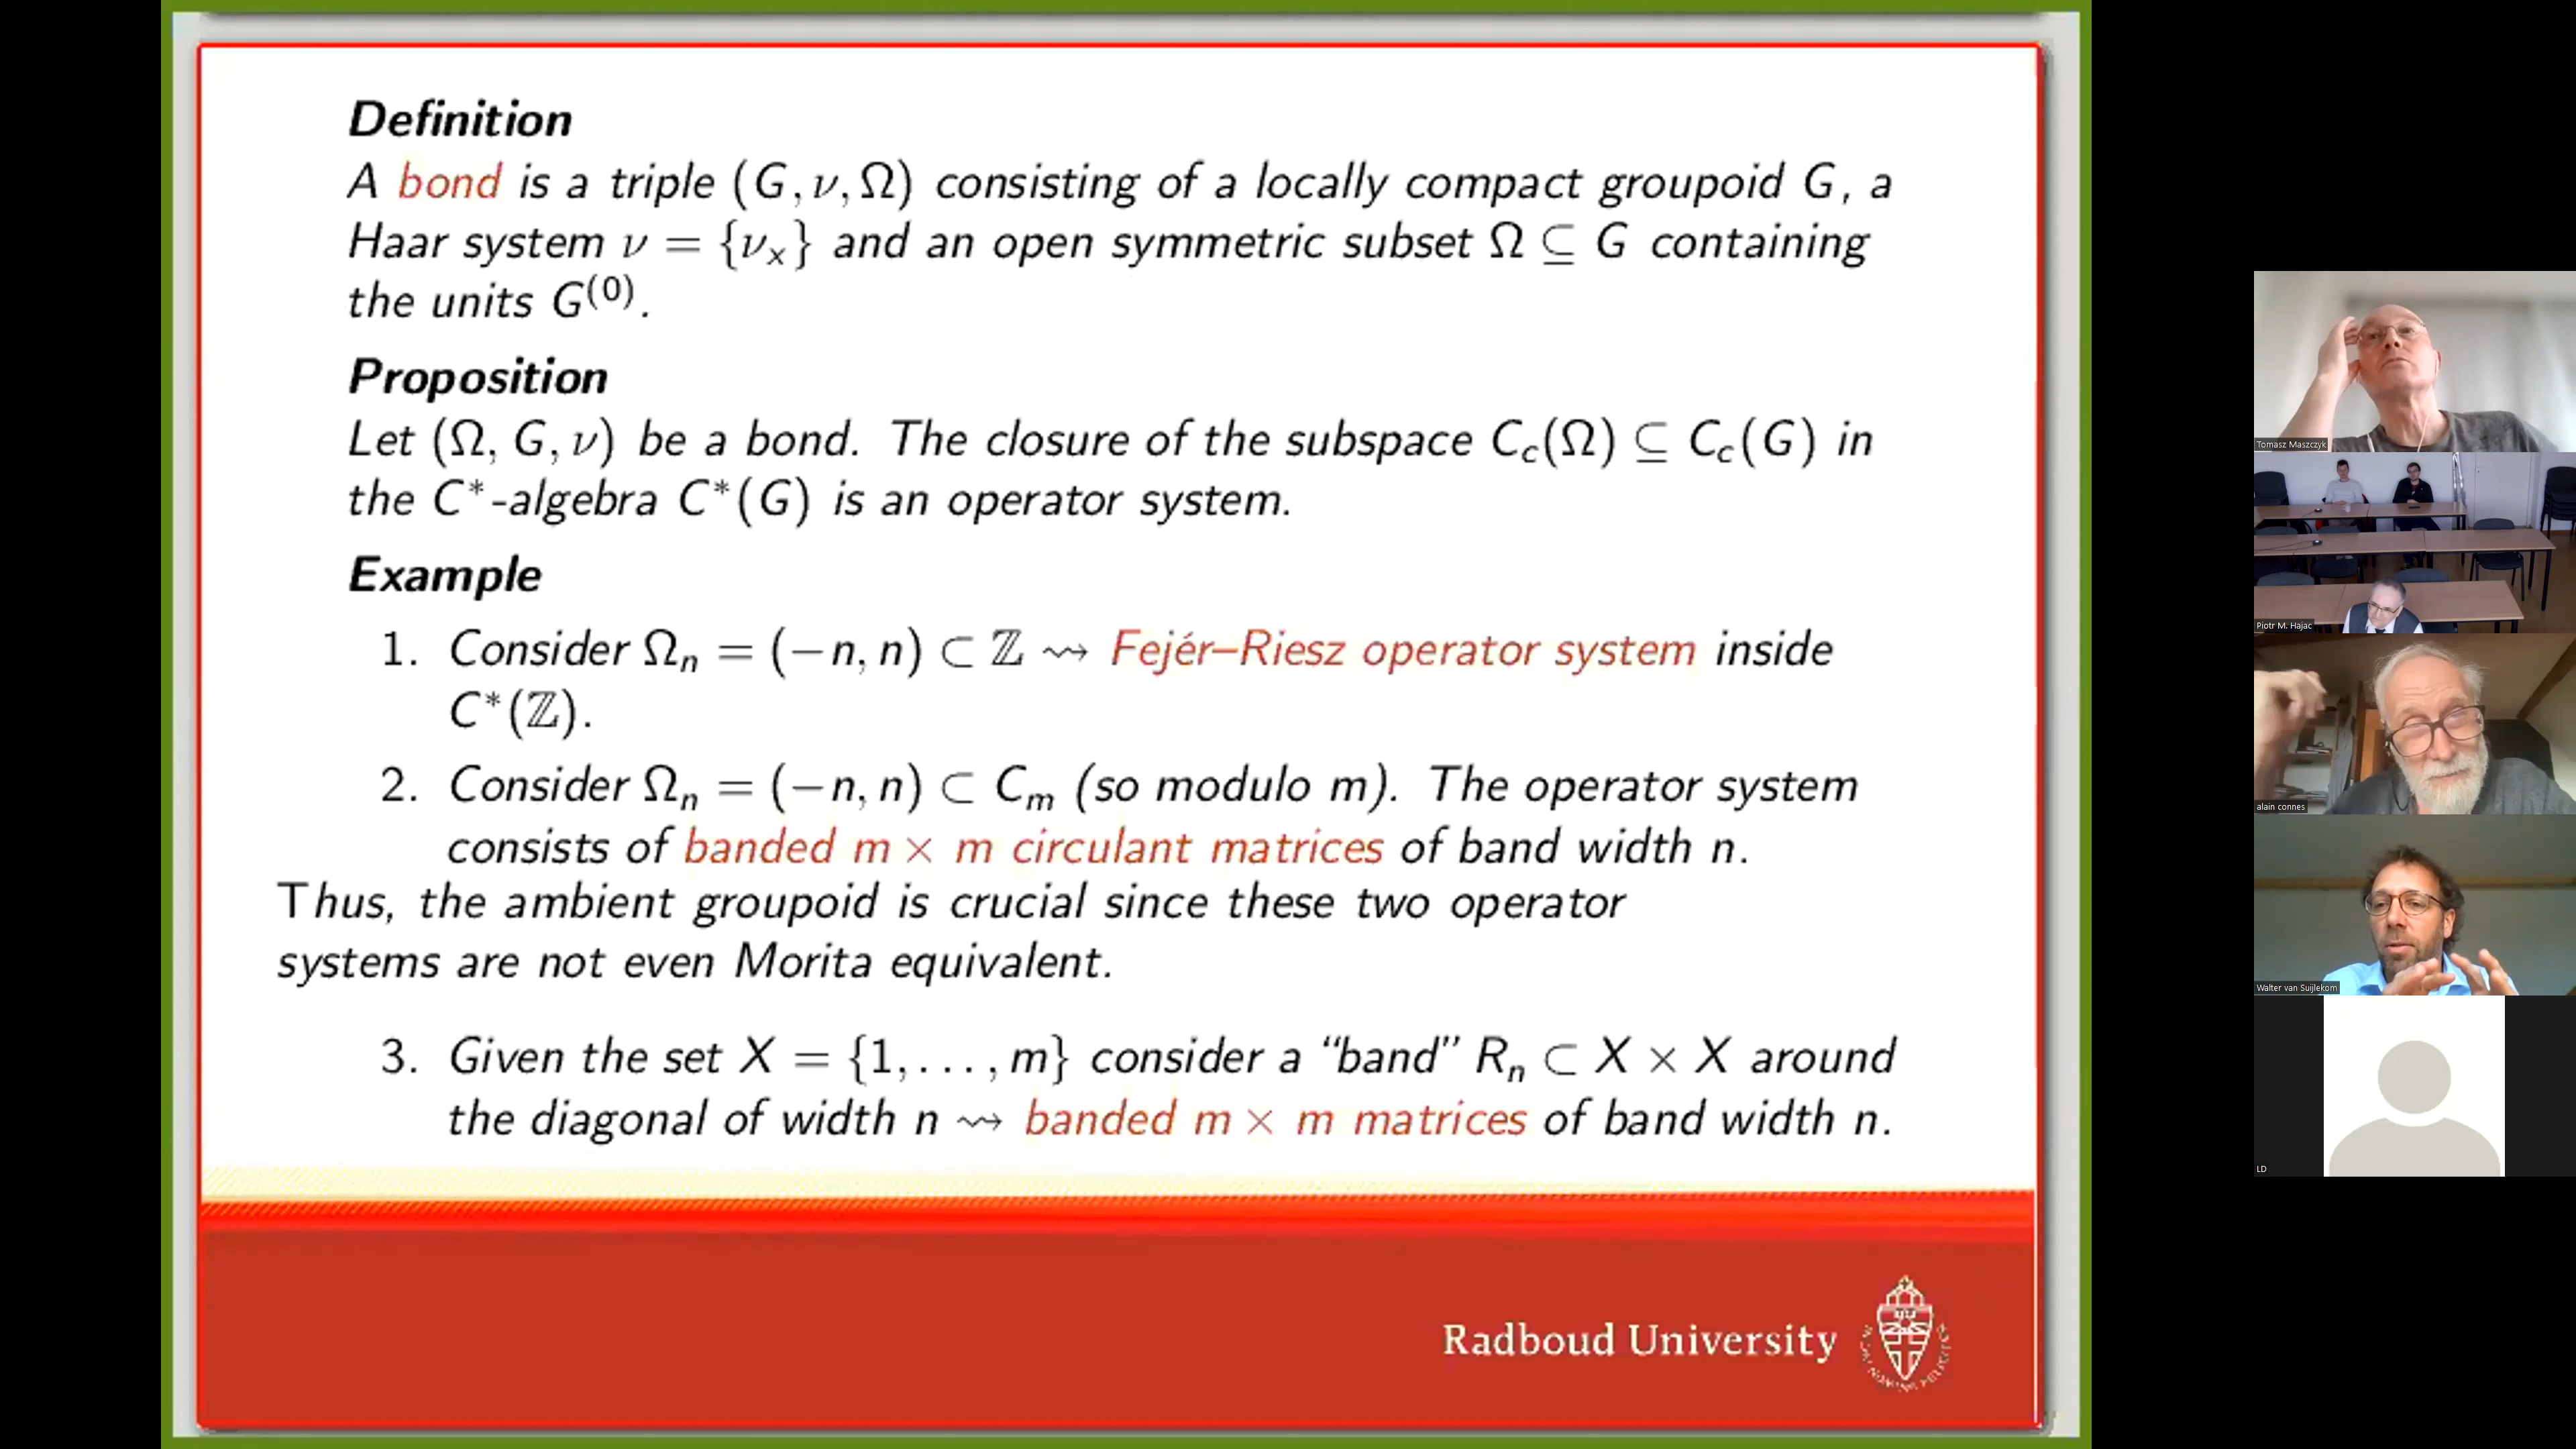 Definition
A bond is a triple (G, ν, Ω) consisting of a locally compact groupoid G, a
Haar system ν = {νₓ} and an open symmetric subset Ω ⊆ G containing
the units G⁽⁰⁾.
Proposition
Let (Ω, G, ν) be a bond. The closure of the subspace C_c(Ω) ⊆ C_c(G) in
the C*-algebra C*(G) is an operator system.
Example
1. Consider Ωₙ = (−n, n) ⊂ ℤ ⇝ Fejér–Riesz operator system inside
C*(ℤ).
2. Consider Ωₙ = (−n, n) ⊂ Cₘ (so modulo m). The operator system
consists of banded m × m circulant matrices of band width n.
Thus, the ambient groupoid is crucial since these two operator
systems are not even Morita equivalent.
3. Given the set X = {1, . . . , m} consider a “band” Rₙ ⊂ X × X around
the diagonal of width n ⇝ banded m × m matrices of band width n.
Radboud University
Tomasz Maszczyk
Piotr M. Hajac
alain connes
Walter van Suijlekom
LD